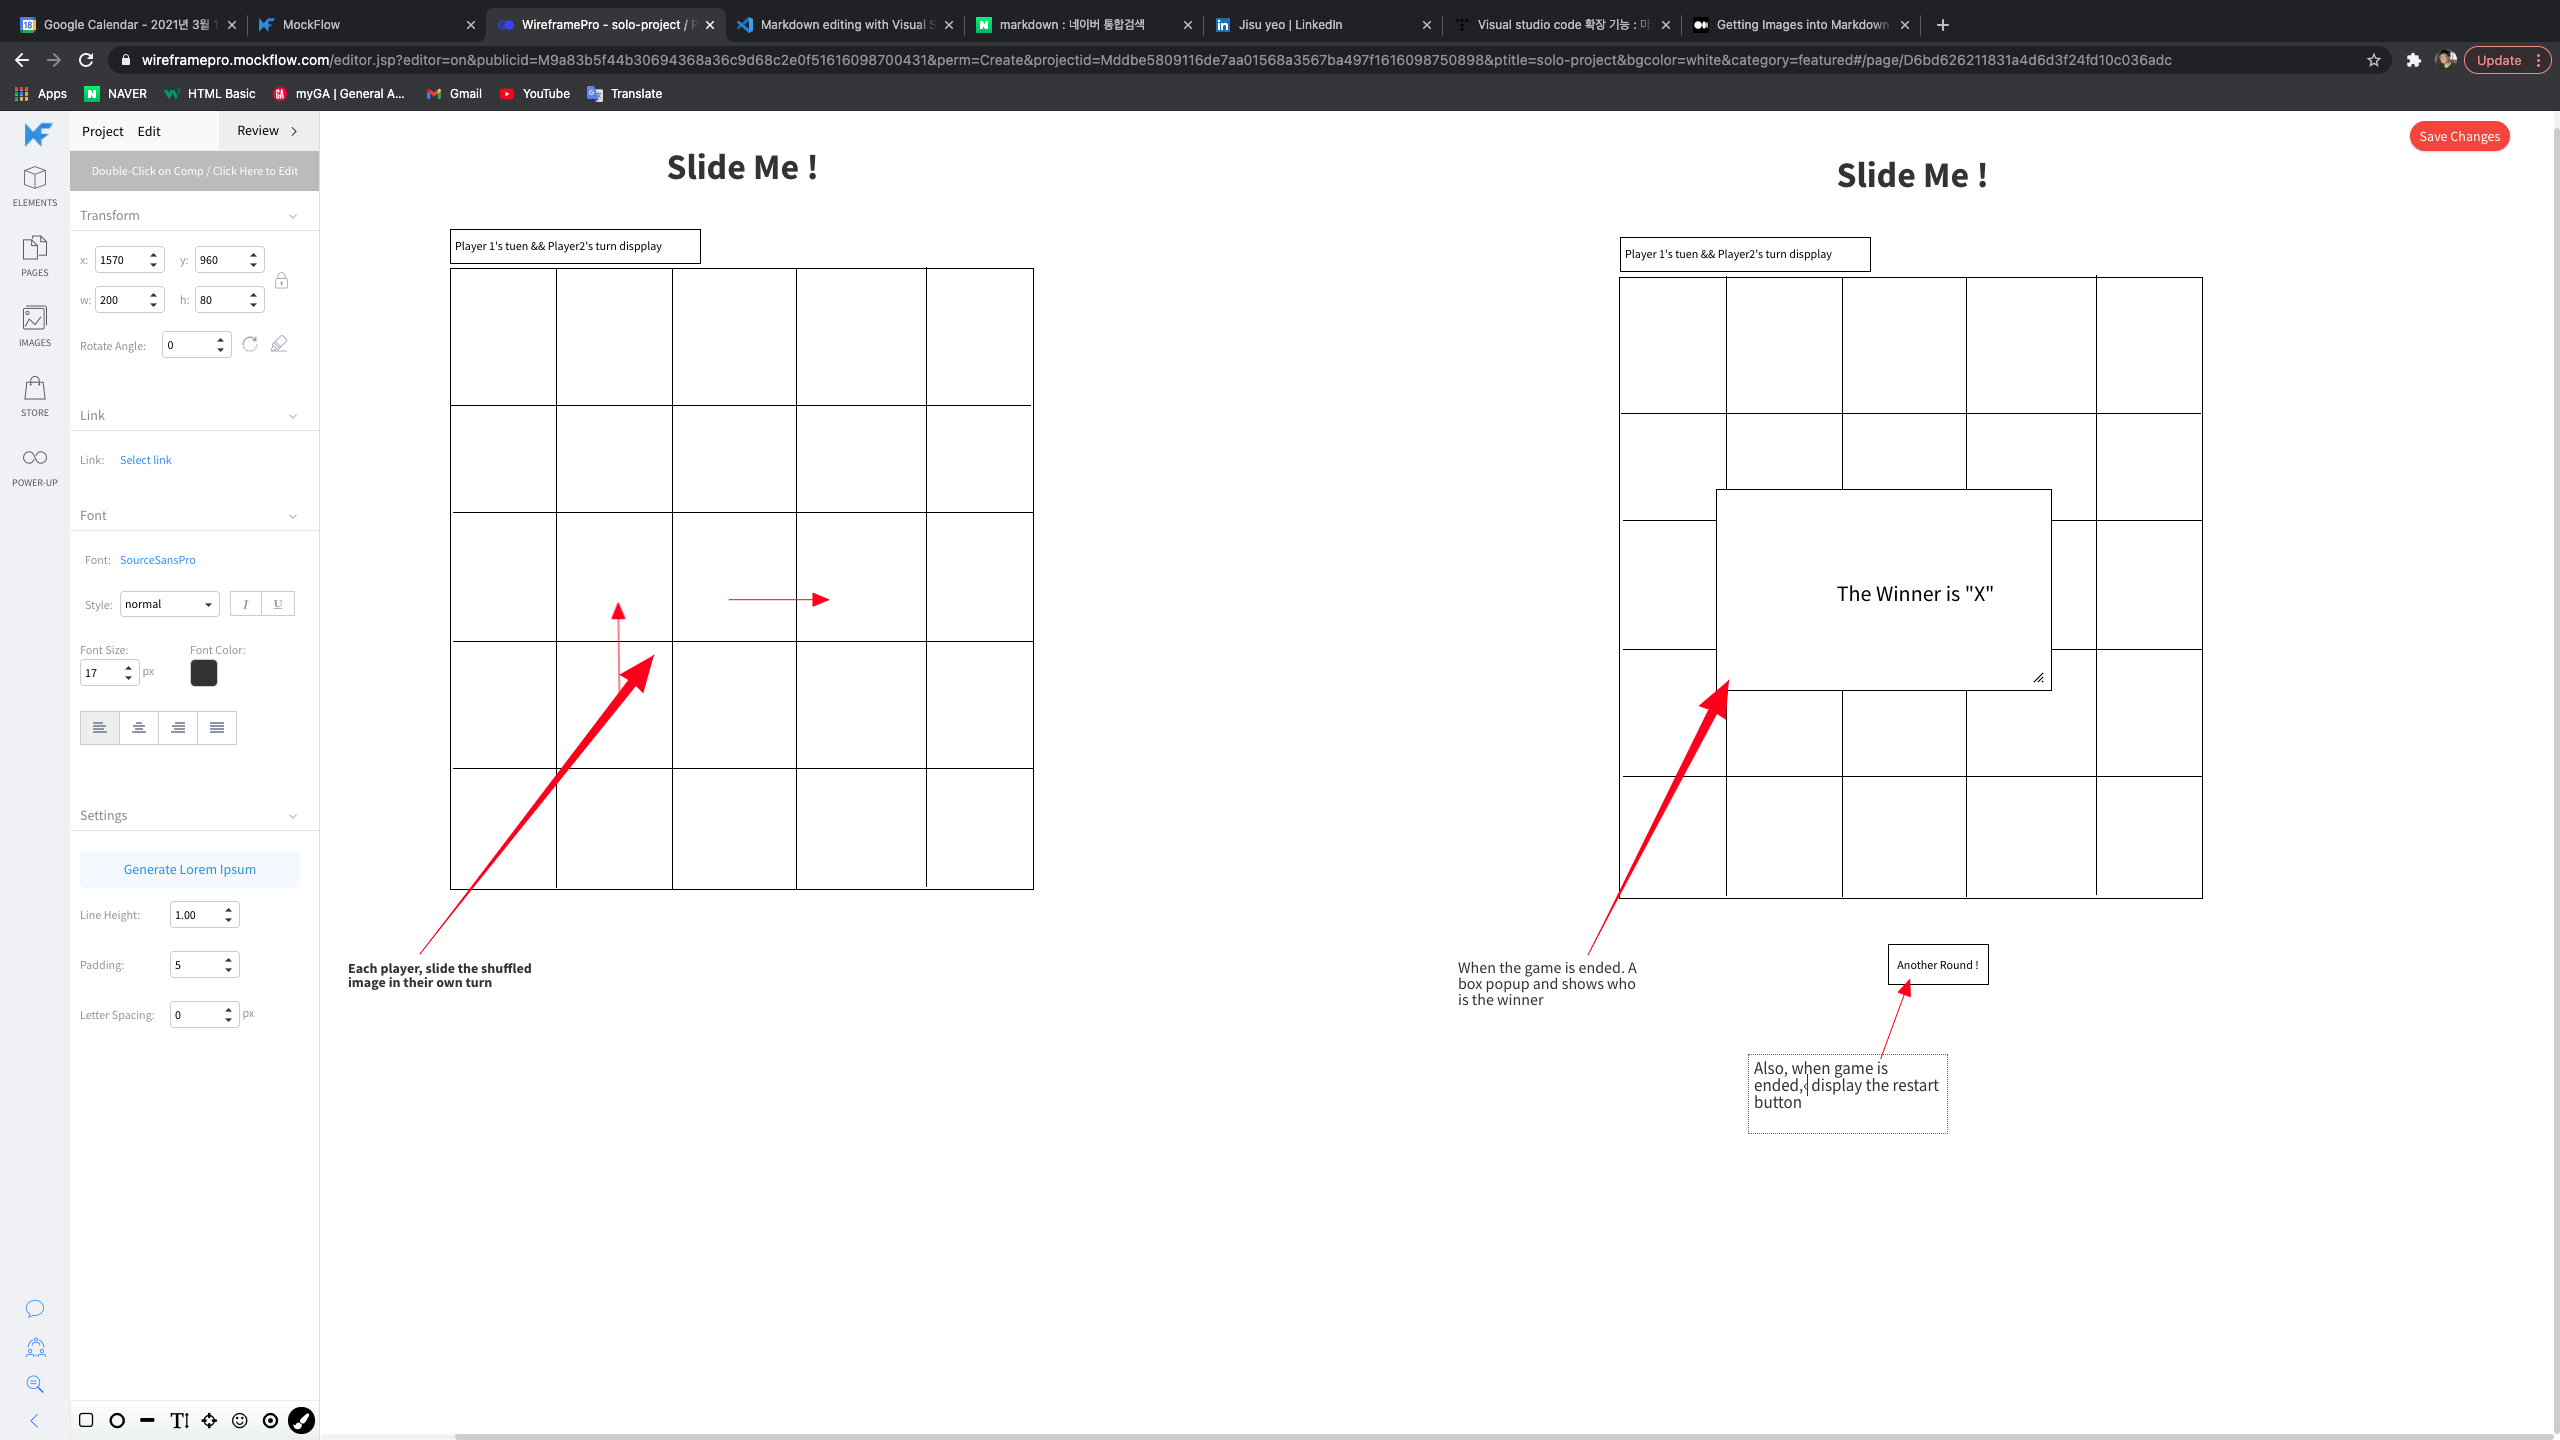 Google Calendar - 2021년 3월 1
MockFlow
WireframePro - solo-project / P
Markdown editing with Visual S
markdown : 네이버 통합검색
Jisu yeo | LinkedIn
Visual studio code 확장 기능 : 마
Getting Images into Markdown
wireframepro.mockflow.com/editor.jsp?editor=on&publicid=M9a83b5f44b30694368a36c9d68c2e0f51616098700431&perm=Create&projectid=Mddbe5809116de7aa01568a3567ba497f1616098750898&ptitle=solo-project&bgcolor=white&category=featured#/page/D6bd626211831a4d6d3f24fd10c036adc
Update
Apps
NAVER
HTML Basic
myGA | General A...
Gmail
YouTube
Translate
Project
Edit
Review
Save Changes
Double-Click on Comp / Click Here to Edit
ELEMENTS
PAGES
IMAGES
STORE
POWER-UP
Transform
x: 1570
y: 960
w: 200
h: 80
Rotate Angle: 0
Link
Link: Select link
Font
Font: SourceSansPro
Style: normal
I
U
Font Size:
Font Color:
17 px
Settings
Generate Lorem Ipsum
Line Height: 1.00
Padding: 5
Letter Spacing: 0 px
Slide Me !
Player 1's tuen && Player2's turn dispplay
Each player, slide the shuffled
image in their own turn
Slide Me !
Player 1's tuen && Player2's turn dispplay
The Winner is "X"
When the game is ended. A
box popup and shows who
is the winner
Another Round !
Also, when game is
ended, display the restart
button